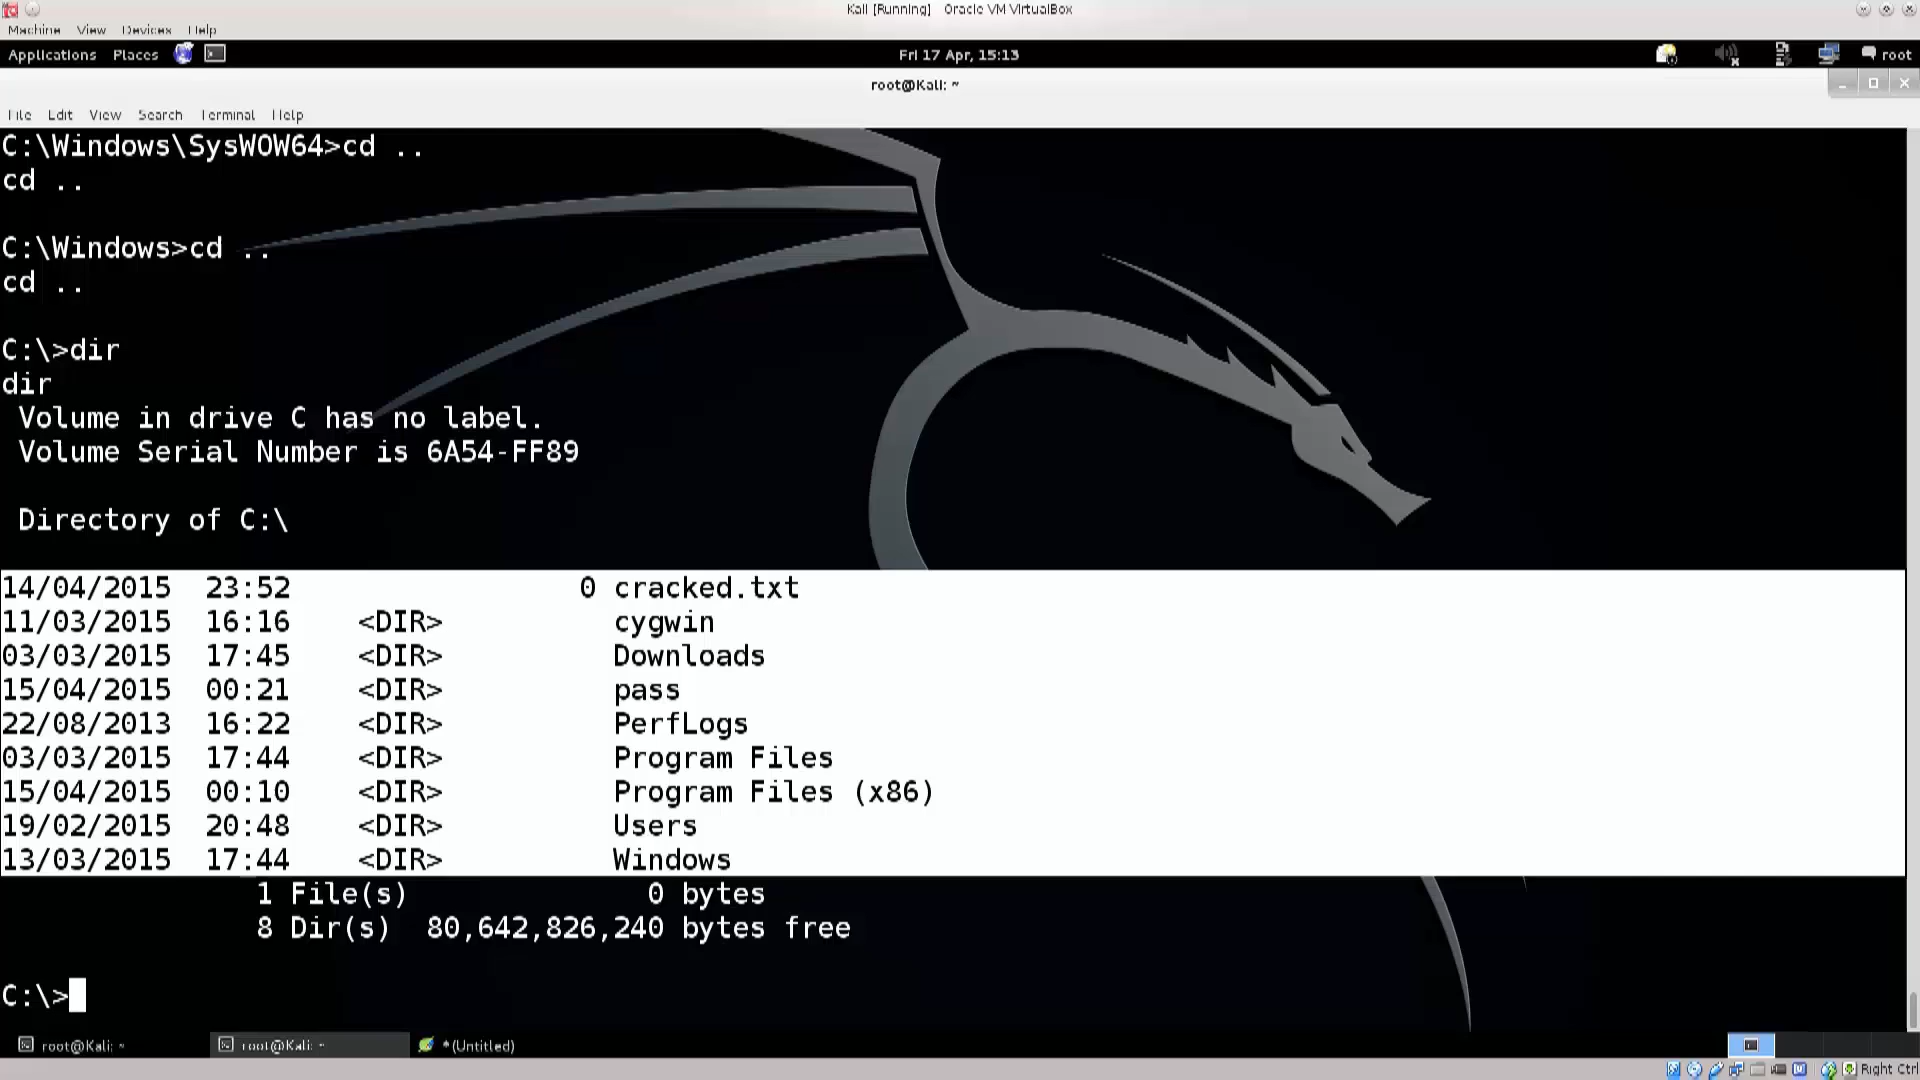 Kali [Running] Oracle VM VirtualBox
Machine View Devices Help
Applications Places Fri 17 Apr, 15:13 root
root@Kali: ~
File Edit View Search Terminal Help
C:\Windows\SysWOW64>cd ..
cd ..
C:\Windows>cd ..
cd ..
C:\>dir
dir
Volume in drive C has no label.
Volume Serial Number is 6A54-FF89
Directory of C:\
14/04/2015 23:52 0 cracked.txt
11/03/2015 16:16 <DIR> cygwin
03/03/2015 17:45 <DIR> Downloads
15/04/2015 00:21 <DIR> pass
22/08/2013 16:22 <DIR> PerfLogs
03/03/2015 17:44 <DIR> Program Files
15/04/2015 00:10 <DIR> Program Files (x86)
19/02/2015 20:48 <DIR> Users
13/03/2015 17:44 <DIR> Windows
1 File(s) 0 bytes
8 Dir(s) 80,642,826,240 bytes free
C:\>
root@Kali: ~ root@Kali: ~ *(Untitled)
Right Ctrl